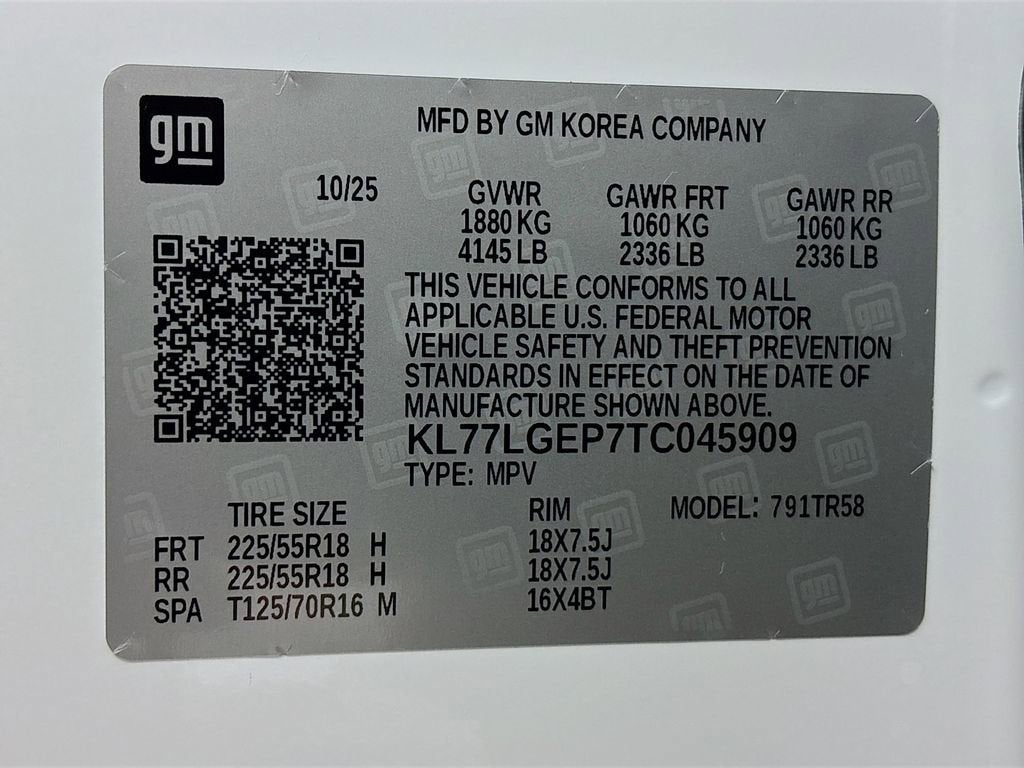 gm
MFD BY GM KOREA COMPANY
10/25
GVWR GAWR FRT GAWR RR
1880 KG 1060 KG 1060 KG
4145 LB 2336 LB 2336 LB
THIS VEHICLE CONFORMS TO ALL
APPLICABLE U.S. FEDERAL MOTOR
VEHICLE SAFETY AND THEFT PREVENTION
STANDARDS IN EFFECT ON THE DATE OF
MANUFACTURE SHOWN ABOVE.
KL77LGEP7TC045909
TYPE: MPV
TIRE SIZE RIM MODEL: 791TR58
FRT 225/55R18 H 18X7.5J
RR 225/55R18 H 18X7.5J
SPA T125/70R16 M 16X4BT